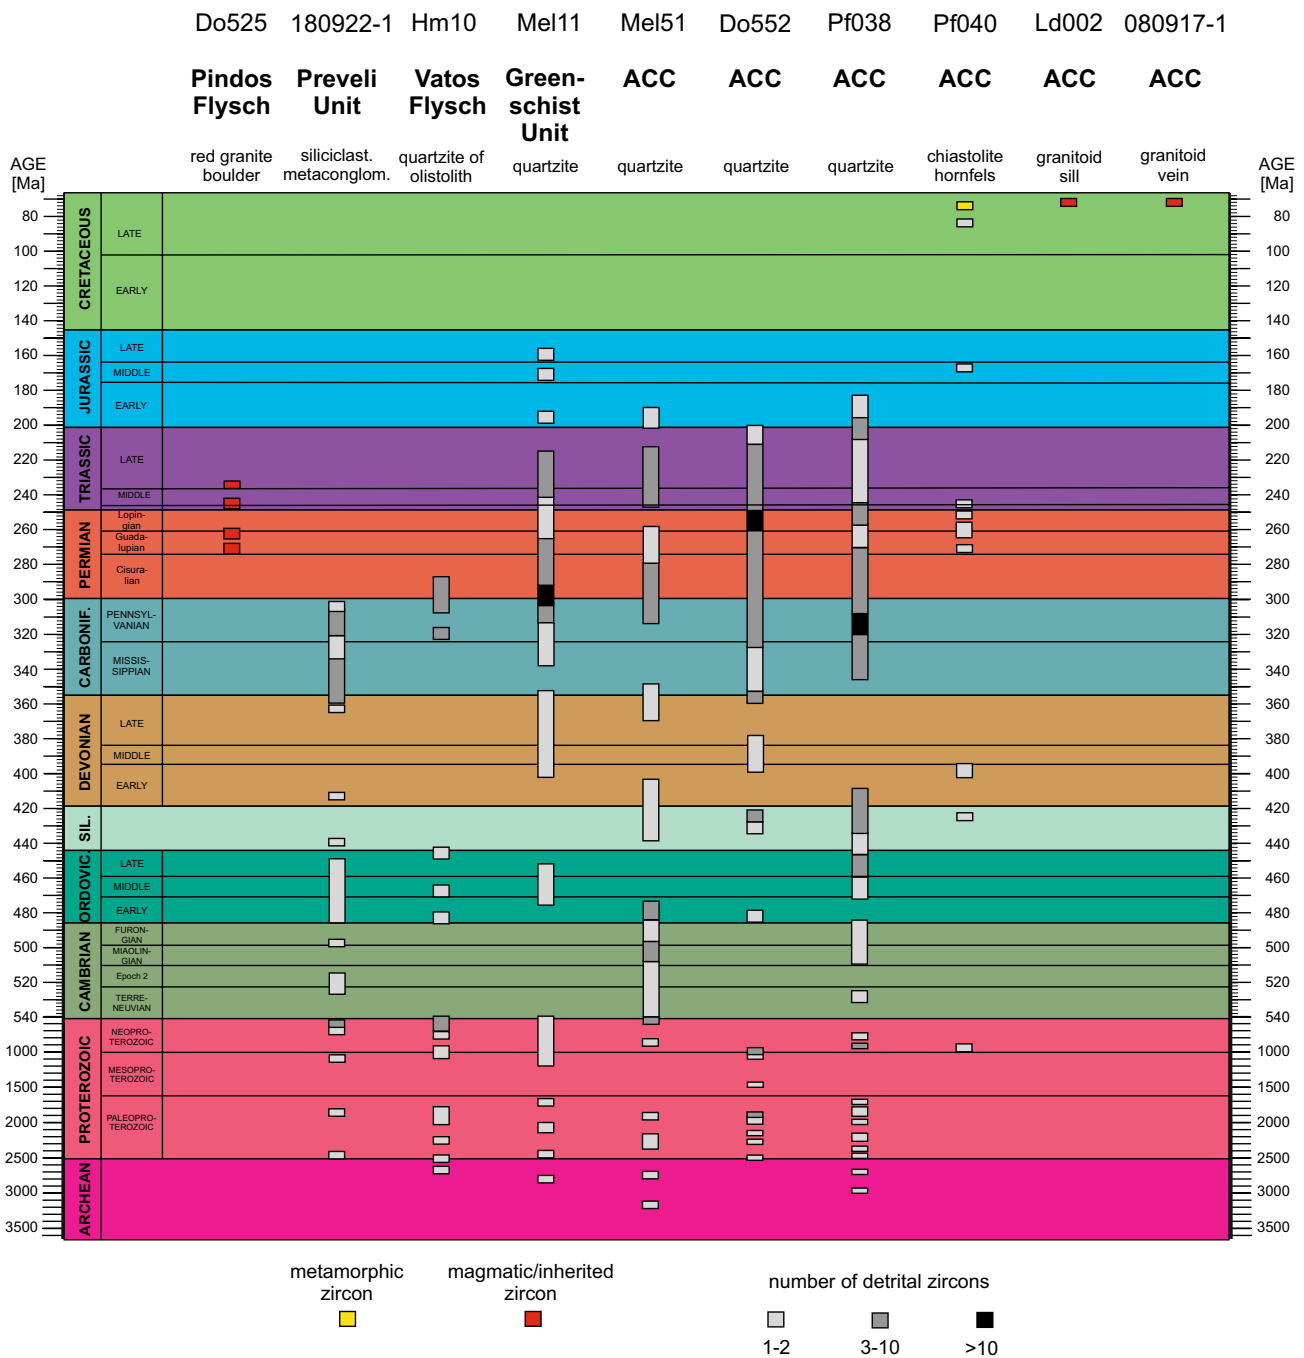 Do525 180922-1 Hm10 Mel11 Mel51 Do552 Pf038 Pf040 Ld002 080917-1
Pindos Preveli Vatos Green- ACC ACC ACC ACC ACC ACC
Flysch Unit Flysch schist
Unit
red granite siliciclast. quartzite of quartzite quartzite quartzite quartzite chiastolite granitoid granitoid
boulder metaconglom. olistolith hornfels sill vein
AGE AGE
[Ma] [Ma]
CRETACEOUS
LATE
EARLY
JURASSIC
LATE
MIDDLE
EARLY
TRIASSIC
LATE
MIDDLE
PERMIAN
Lopin-
gian
Guada-
lupian
Cisura-
lian
CARBONIF.
PENNSYL-
VANIAN
MISSIS-
SIPPIAN
DEVONIAN
LATE
MIDDLE
EARLY
SIL.
ORDOVIC.
LATE
MIDDLE
EARLY
CAMBRIAN
FURON-
GIAN
MIAOLIN-
GIAN
Epoch 2
TERRE-
NEUVIAN
PROTEROZOIC
NEOPRO-
TEROZOIC
MESOPRO-
TEROZOIC
PALEOPRO-
TEROZOIC
ARCHEAN
80 80
100 100
120 120
140 140
160 160
180 180
200 200
220 220
240 240
260 260
280 280
300 300
320 320
340 340
360 360
380 380
400 400
420 420
440 440
460 460
480 480
500 500
520 520
540 540
1000 1000
1500 1500
2000 2000
2500 2500
3000 3000
3500 3500
metamorphic
zircon
magmatic/inherited
zircon
number of detrital zircons
1-2 3-10 >10